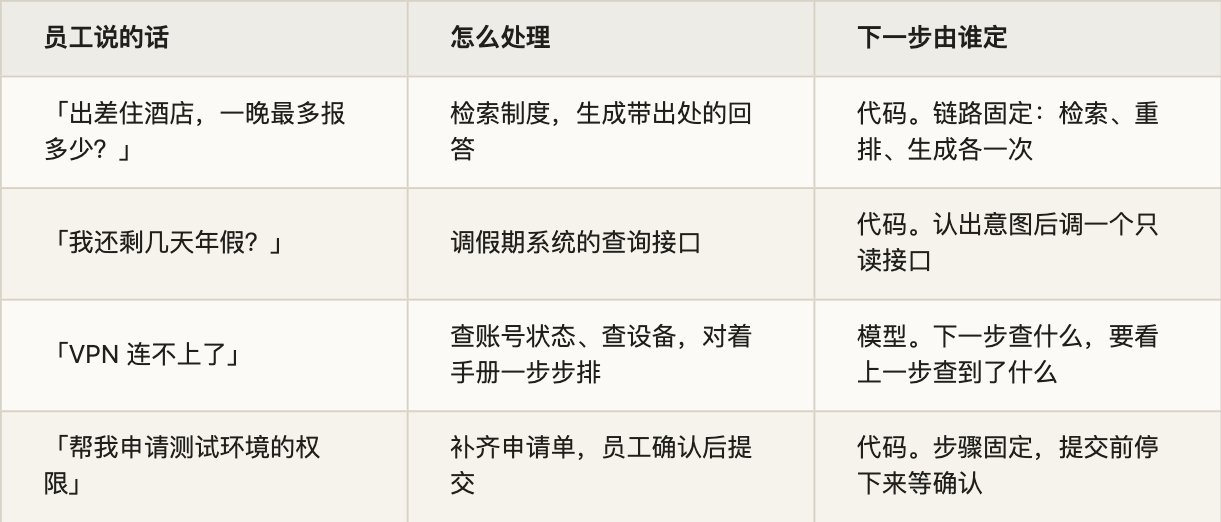 员工说的话
怎么处理
下一步由谁定
「出差住酒店，一晚最多报
多少？」
检索制度，生成带出处的回
答
代码。链路固定：检索、重
排、生成各一次
「我还剩几天年假？」
调假期系统的查询接口
代码。认出意图后调一个只
读接口
「VPN 连不上了」
查账号状态、查设备，对着
手册一步步排
模型。下一步查什么，要看
上一步查到了什么
「帮我申请测试环境的权
限」
补齐申请单，员工确认后提
交
代码。步骤固定，提交前停
下来等确认